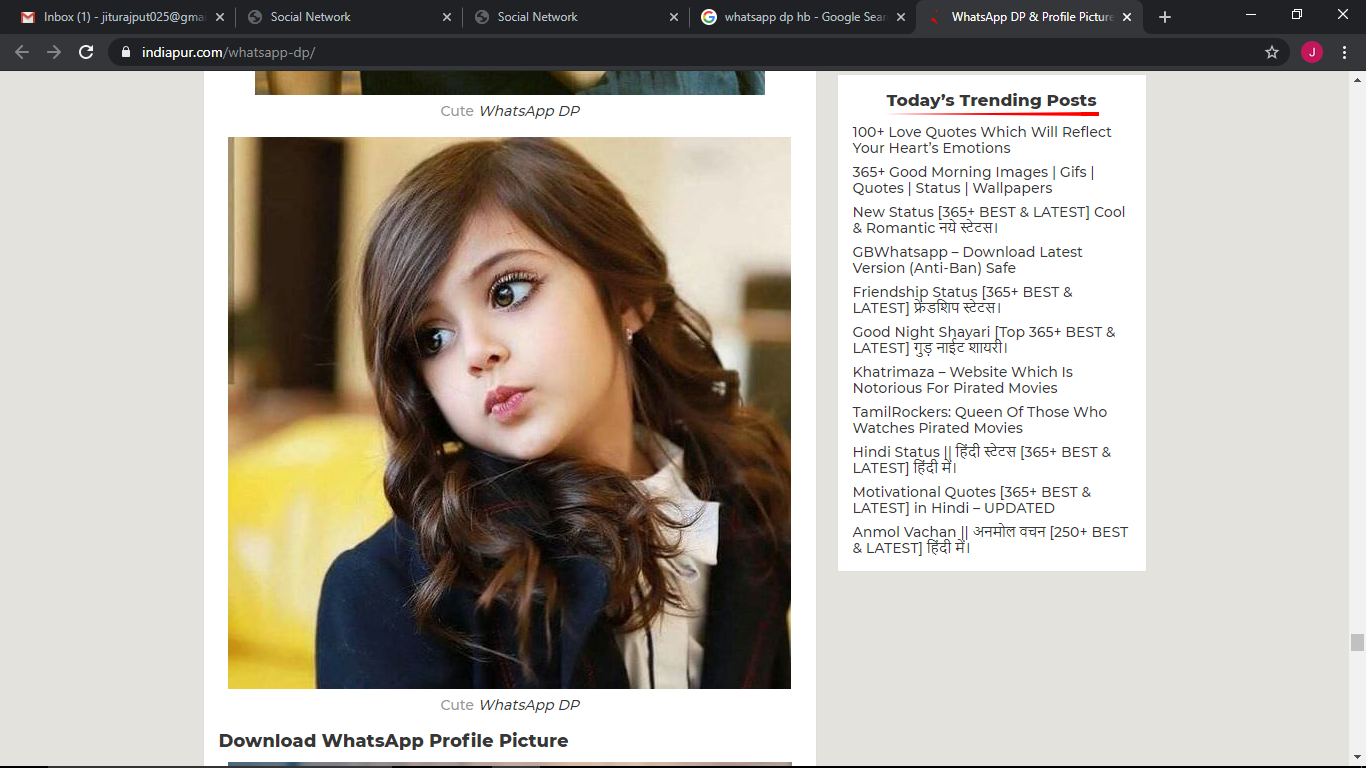 Inbox (1) - jiturajput025@gmai
Social Network
Social Network
whatsapp dp hb - Google Sear
WhatsApp DP & Profile Picture
indiapur.com/whatsapp-dp/
J
Cute WhatsApp DP
Cute WhatsApp DP
Download WhatsApp Profile Picture
Today's Trending Posts
100+ Love Quotes Which Will Reflect
Your Heart's Emotions
365+ Good Morning Images | Gifs |
Quotes | Status | Wallpapers
New Status [365+ BEST & LATEST] Cool
& Romantic नये स्टेटस।
GBWhatsapp – Download Latest
Version (Anti-Ban) Safe
Friendship Status [365+ BEST &
LATEST] फ्रेंडशिप स्टेटस।
Good Night Shayari [Top 365+ BEST &
LATEST] गुड़ नाईट शायरी।
Khatrimaza – Website Which Is
Notorious For Pirated Movies
TamilRockers: Queen Of Those Who
Watches Pirated Movies
Hindi Status || हिंदी स्टेटस [365+ BEST &
LATEST] हिंदी में।
Motivational Quotes [365+ BEST &
LATEST] in Hindi – UPDATED
Anmol Vachan || अनमोल वचन [250+ BEST
& LATEST] हिंदी में।